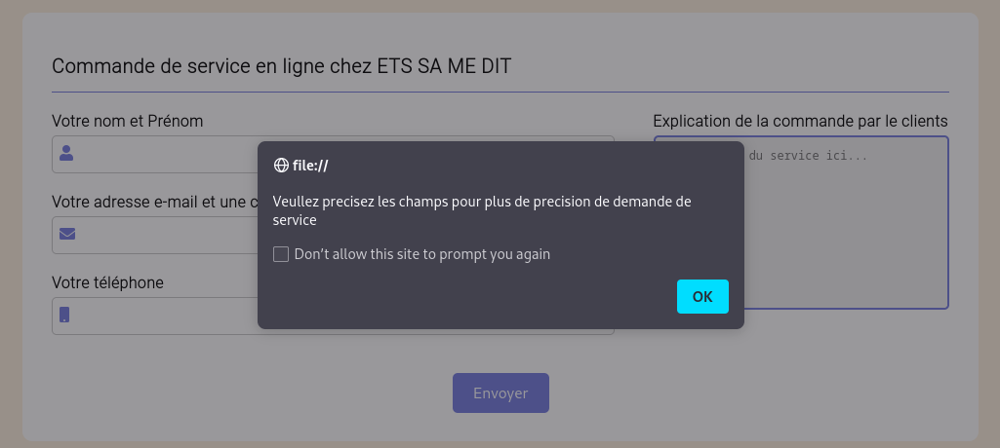 Commande de service en ligne chez ETS SA ME DIT
Votre nom et Prénom
Explication de la commande par le clients
du service ici...
Votre adresse e-mail et une c
Votre téléphone
file://
Veullez precisez les champs pour plus de precision de demande de
service
Don't allow this site to prompt you again
OK
Envoyer